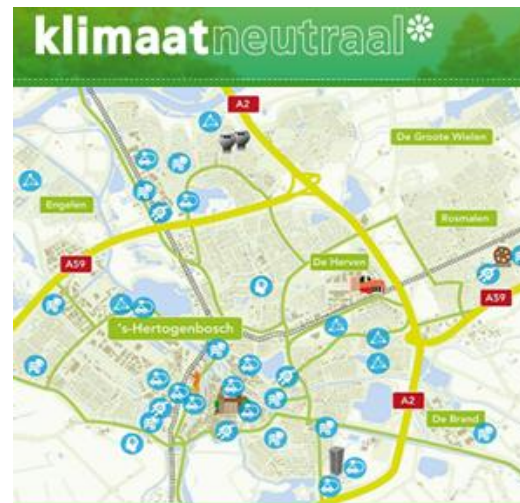 klimaatneutraal*
A2
De Groote Wielen
Engelen
Rosmalen
A59
De Herven
A59
's-Hertogenbosch
A2
De Brand